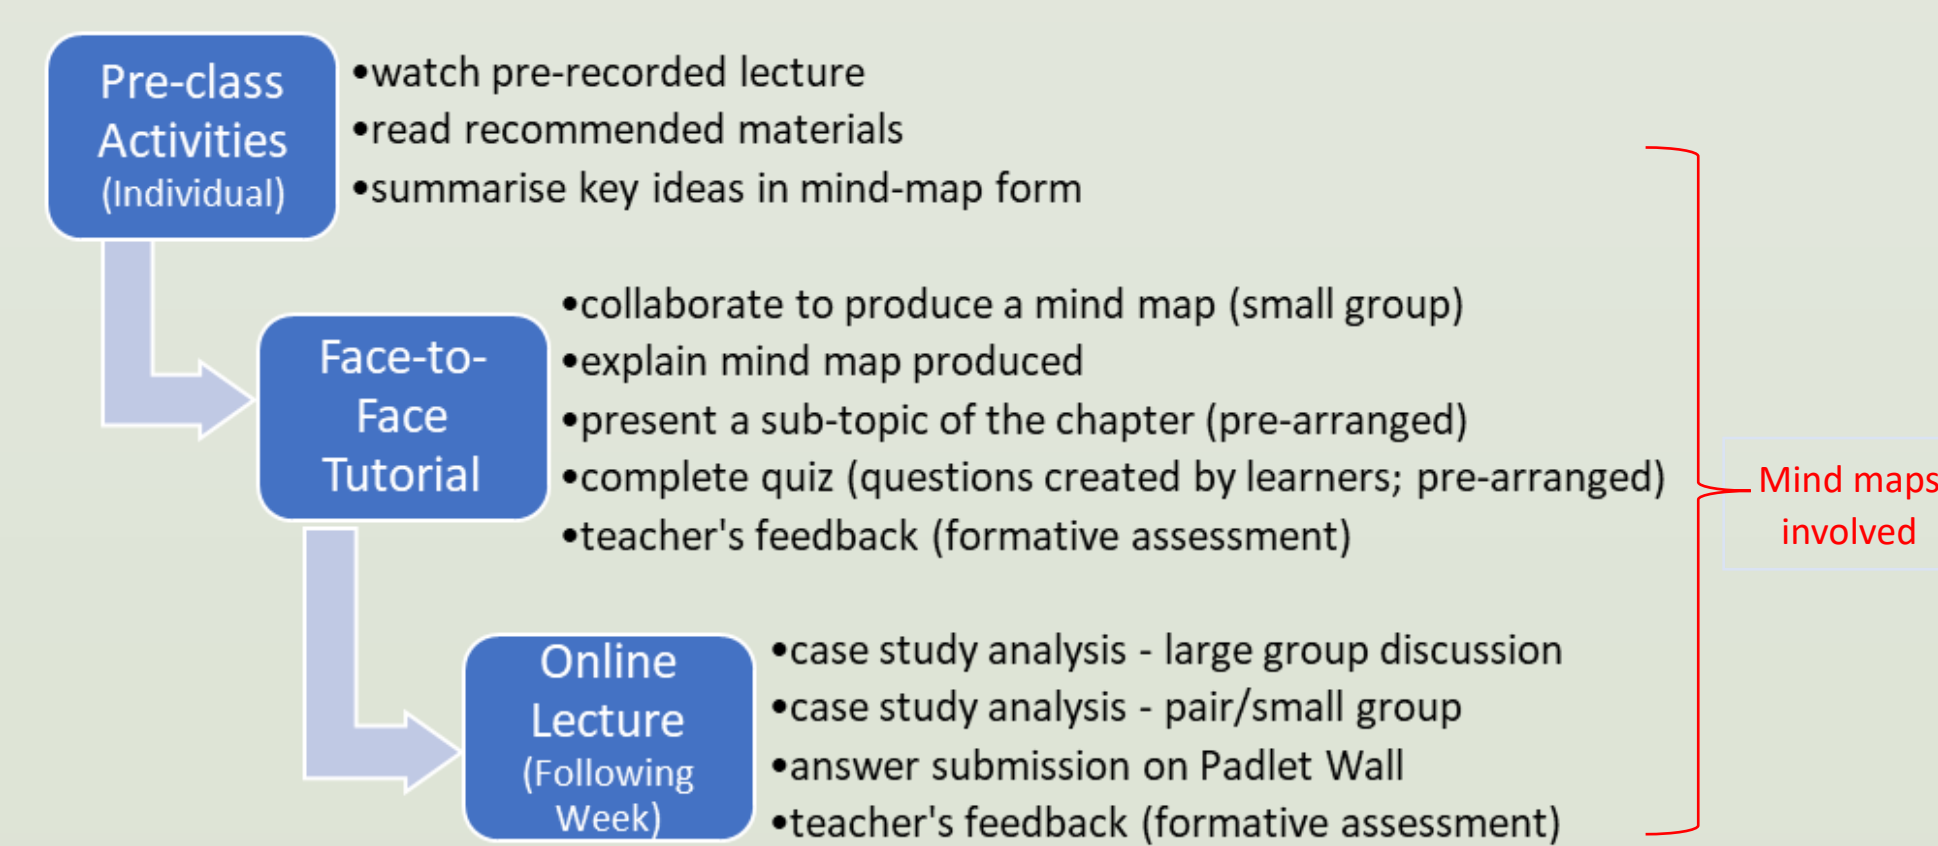 Pre-class
Activities
(Individual)
•watch pre-recorded lecture
•read recommended materials
•summarise key ideas in mind-map form
Face-to-
Face
Tutorial
•collaborate to produce a mind map (small group)
•explain mind map produced
•present a sub-topic of the chapter (pre-arranged)
•complete quiz (questions created by learners; pre-arranged)
•teacher's feedback (formative assessment)
Online
Lecture
(Following
Week)
•case study analysis - large group discussion
•case study analysis - pair/small group
•answer submission on Padlet Wall
•teacher's feedback (formative assessment)
Mind maps
involved